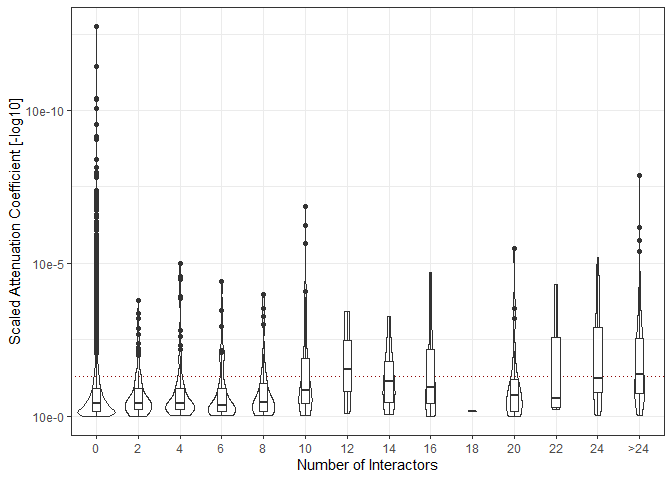 Scaled Attenuation Coefficient [-log10]
10e-10
10e-5
10e-0
0 2 4 6 8 10 12 14 16 18 20 22 24 >24
Number of Interactors